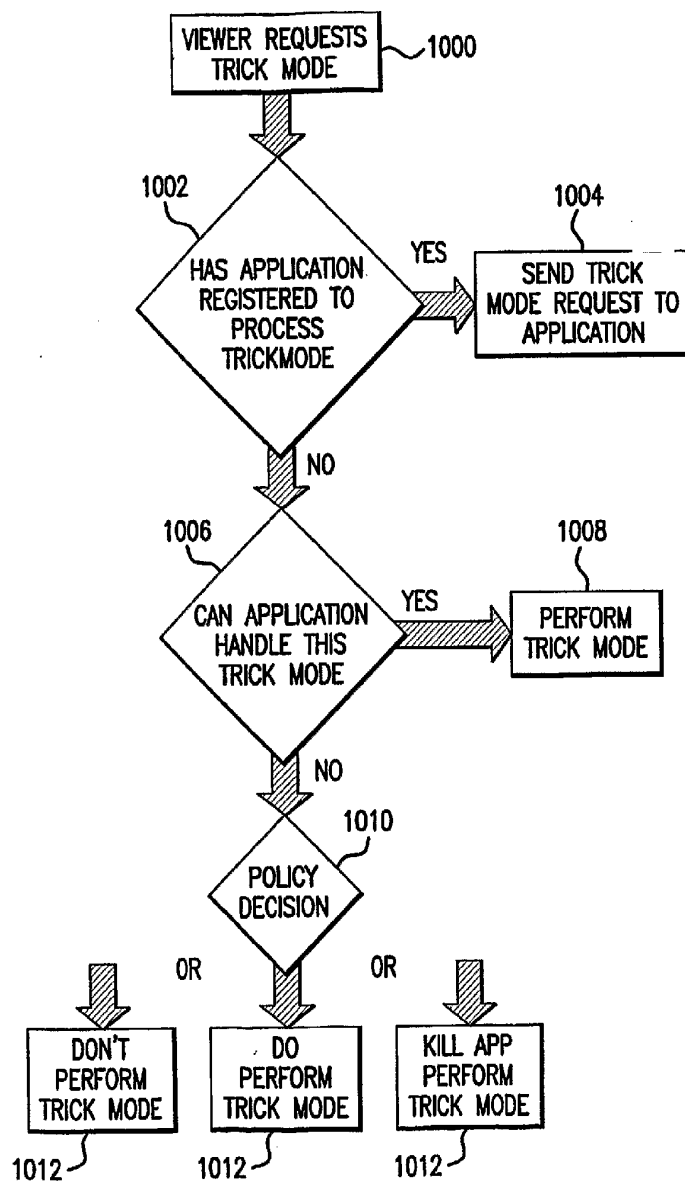 VIEWER REQUESTS
TRICK MODE
1000
1002
HAS APPLICATION
REGISTERED TO
PROCESS
TRICKMODE
YES
1004
SEND TRICK
MODE REQUEST TO
APPLICATION
NO
1006
CAN APPLICATION
HANDLE THIS
TRICK MODE
YES
1008
PERFORM
TRICK MODE
NO
1010
POLICY
DECISION
OR
OR
DON'T
PERFORM
TRICK MODE
1012
DO
PERFORM
TRICK MODE
1012
KILL APP
PERFORM
TRICK MODE
1012